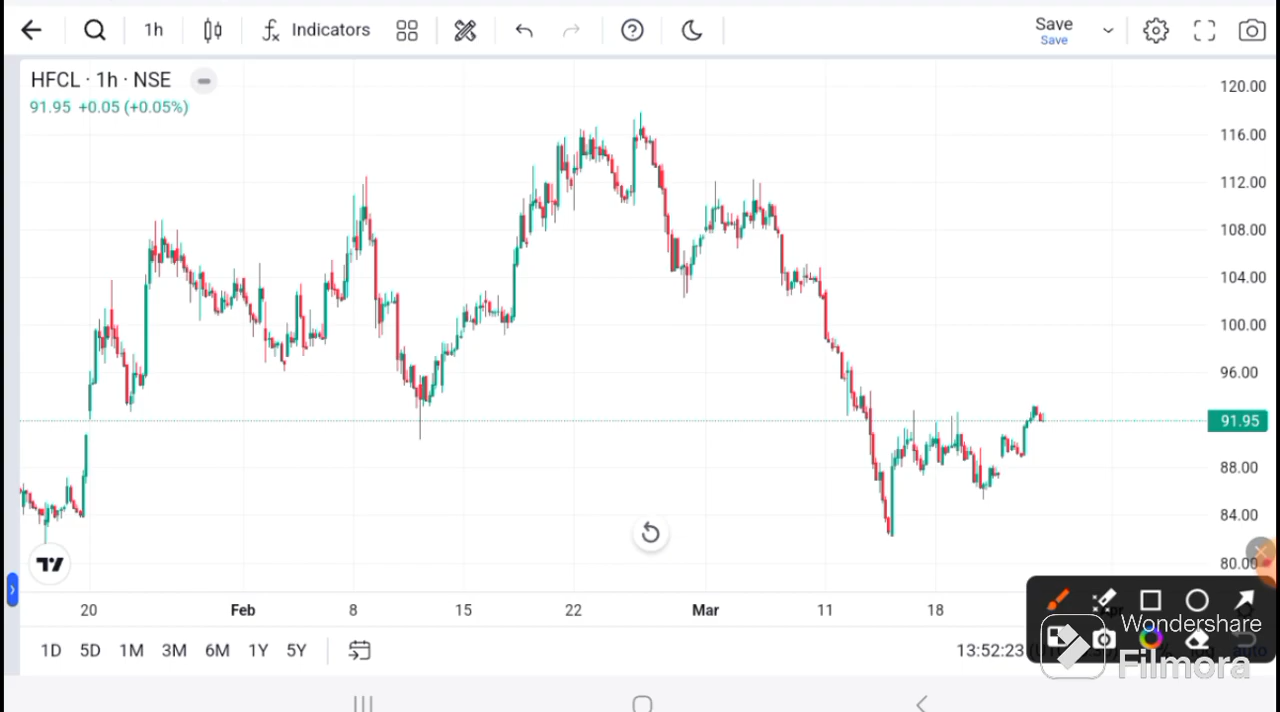 1h
Indicators
Save
Save
HFCL · 1h · NSE
91.95 +0.05 (+0.05%)
120.00
116.00
112.00
108.00
104.00
100.00
96.00
91.95
88.00
84.00
80.00
20 Feb 8 15 22 Mar 11 18
Wondershare
Filmora
1D 5D 1M 3M 6M 1Y 5Y
13:52:23
auto